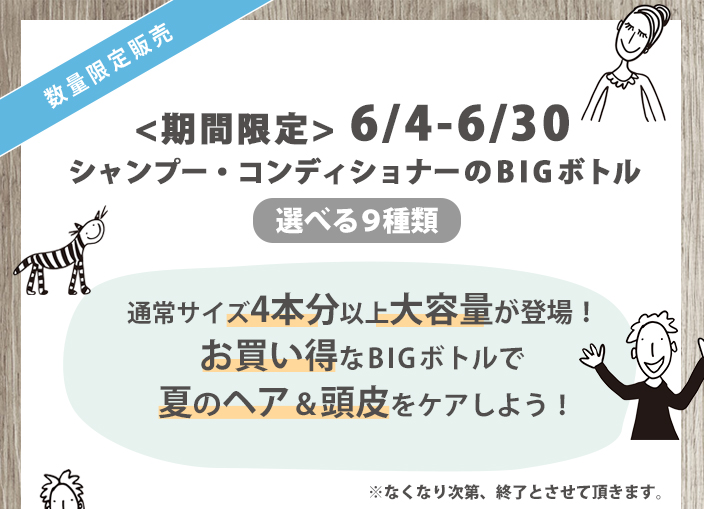 数量限定販売
<期間限定> 6/4-6/30
シャンプー・コンディショナーのBIGボトル
選べる9種類
通常サイズ4本分以上大容量が登場！
お買い得なBIGボトルで
夏のヘア＆頭皮をケアしよう！
※なくなり次第、終了とさせて頂きます。